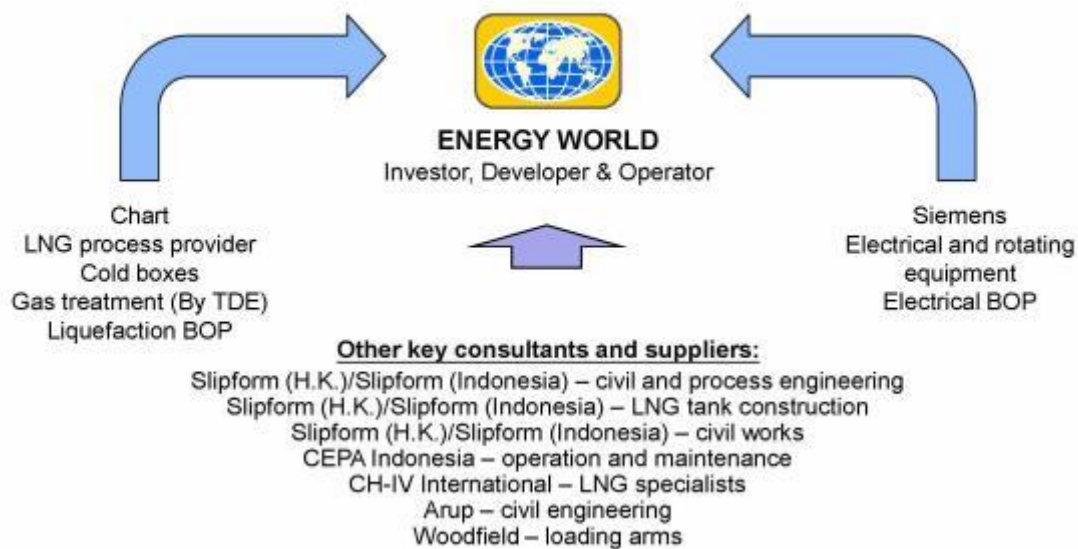 ENERGY WORLD
Investor, Developer & Operator
Chart
LNG process provider
Cold boxes
Gas treatment (By TDE)
Liquefaction BOP
Siemens
Electrical and rotating
equipment
Electrical BOP
Other key consultants and suppliers:
Slipform (H.K.)/Slipform (Indonesia) – civil and process engineering
Slipform (H.K.)/Slipform (Indonesia) – LNG tank construction
Slipform (H.K.)/Slipform (Indonesia) – civil works
CEPA Indonesia – operation and maintenance
CH-IV International – LNG specialists
Arup – civil engineering
Woodfield – loading arms